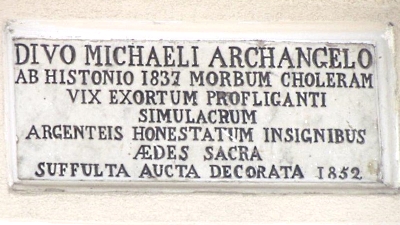 DIVO MICHAELI ARCHANGELO
AB HISTONIO 1837 MORBUM CHOLERAM
VIX EXORTUM PROFLIGANTI
SIMULACRUM
ARGENTEIS HONESTATUM INSIGNIBUS
ÆDES SACRA
SUFFULTA AUCTA DECORATA 1852